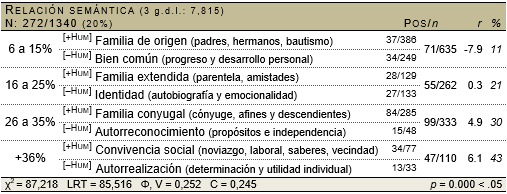 RELACIÓN SEMÁNTICA (3 g.d.l.: 7,815)
N: 272/1340 (20%) POS/n r %
6 a 15% [+HUM] Familia de origen (padres, hermanos, bautismo) 37/386 71/635 -7.9 11
[–HUM] Bien común (progreso y desarrollo personal) 34/249
16 a 25% [+HUM] Familia extendida (parentela, amistades) 28/129 55/262 0.3 21
[–HUM] Identidad (autobiografía y emocionalidad) 27/133
26 a 35% [+HUM] Familia conyugal (cónyuge, afines y descendientes) 84/285 99/333 4.9 30
[–HUM] Autorreconocimiento (propósitos e independencia) 15/48
+36% [+HUM] Convivencia social (noviazgo, laboral, saberes, vecindad) 34/77 47/110 6.1 43
[–HUM] Autorrealización (determinación y utilidad individual) 13/33
χ² = 87,218 LRT = 85,516 Φ, V = 0,252 C = 0,245 p = 0.000 < .05